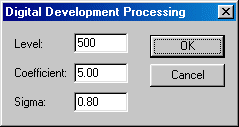 Digital Development Processing
Level: 500 OK
Coefficient: 5.00 Cancel
Sigma: 0.80